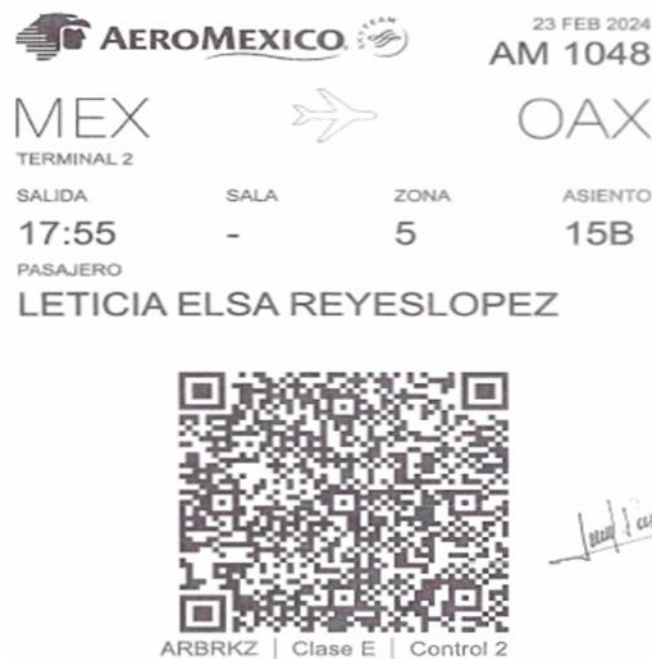 AEROMEXICO
23 FEB 2024
AM 1048
MEX OAX
TERMINAL 2
SALIDA SALA ZONA ASIENTO
17:55 - 5 15B
PASAJERO
LETICIA ELSA REYESLOPEZ
ARBRKZ | Clase E | Control 2